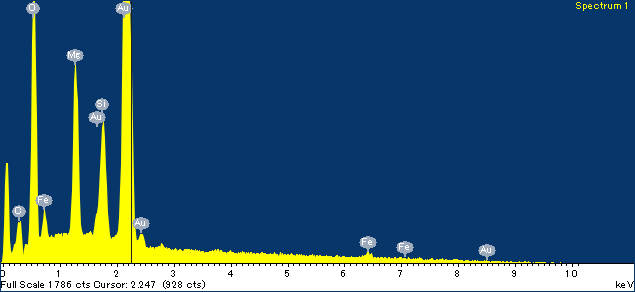 Spectrum 1
O
Au
Mg
Si
Au
Fe
C
Au
Fe
Fe
Au
0 1 2 3 4 5 6 7 8 9 10
Full Scale 1786 cts Cursor: 2.247 (928 cts)
keV